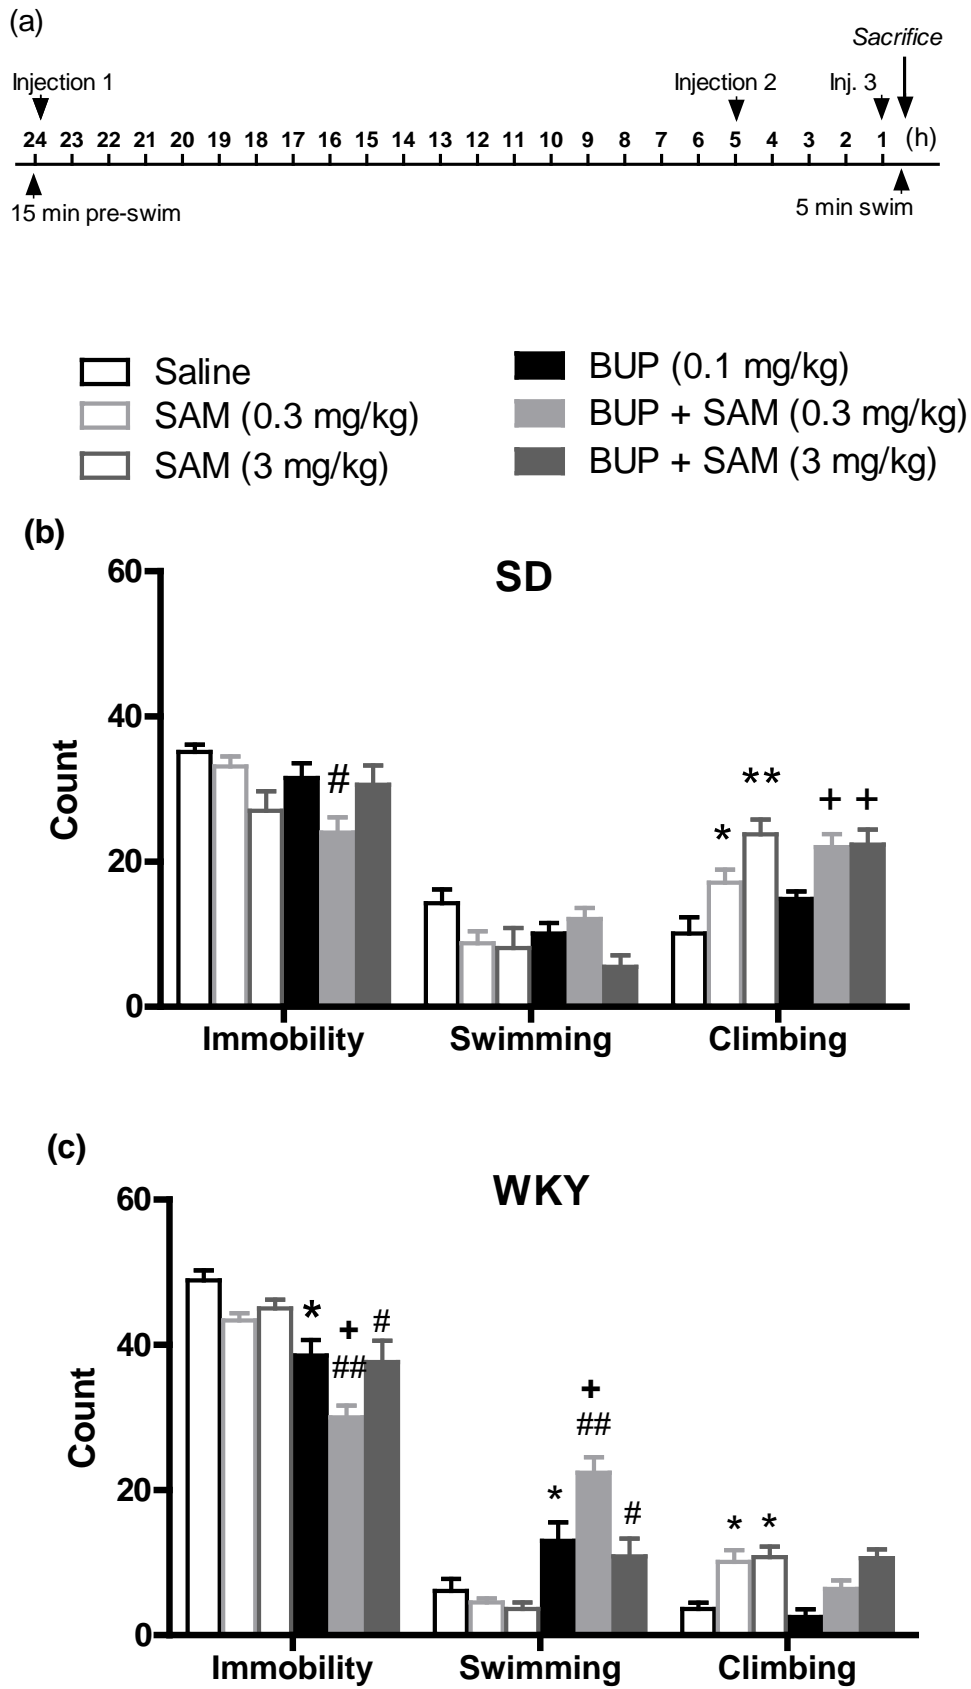 (a)
Sacrifice
Injection 1 Injection 2 Inj. 3
24 23 22 21 20 19 18 17 16 15 14 13 12 11 10 9 8 7 6 5 4 3 2 1 (h)
15 min pre-swim 5 min swim
Saline BUP (0.1 mg/kg)
SAM (0.3 mg/kg) BUP + SAM (0.3 mg/kg)
SAM (3 mg/kg) BUP + SAM (3 mg/kg)
(b)
SD
60
40
20
0
Count
#
* ** + +
Immobility Swimming Climbing
(c)
WKY
60
40
20
0
Count
* + ## #
* + ## #
* *
Immobility Swimming Climbing